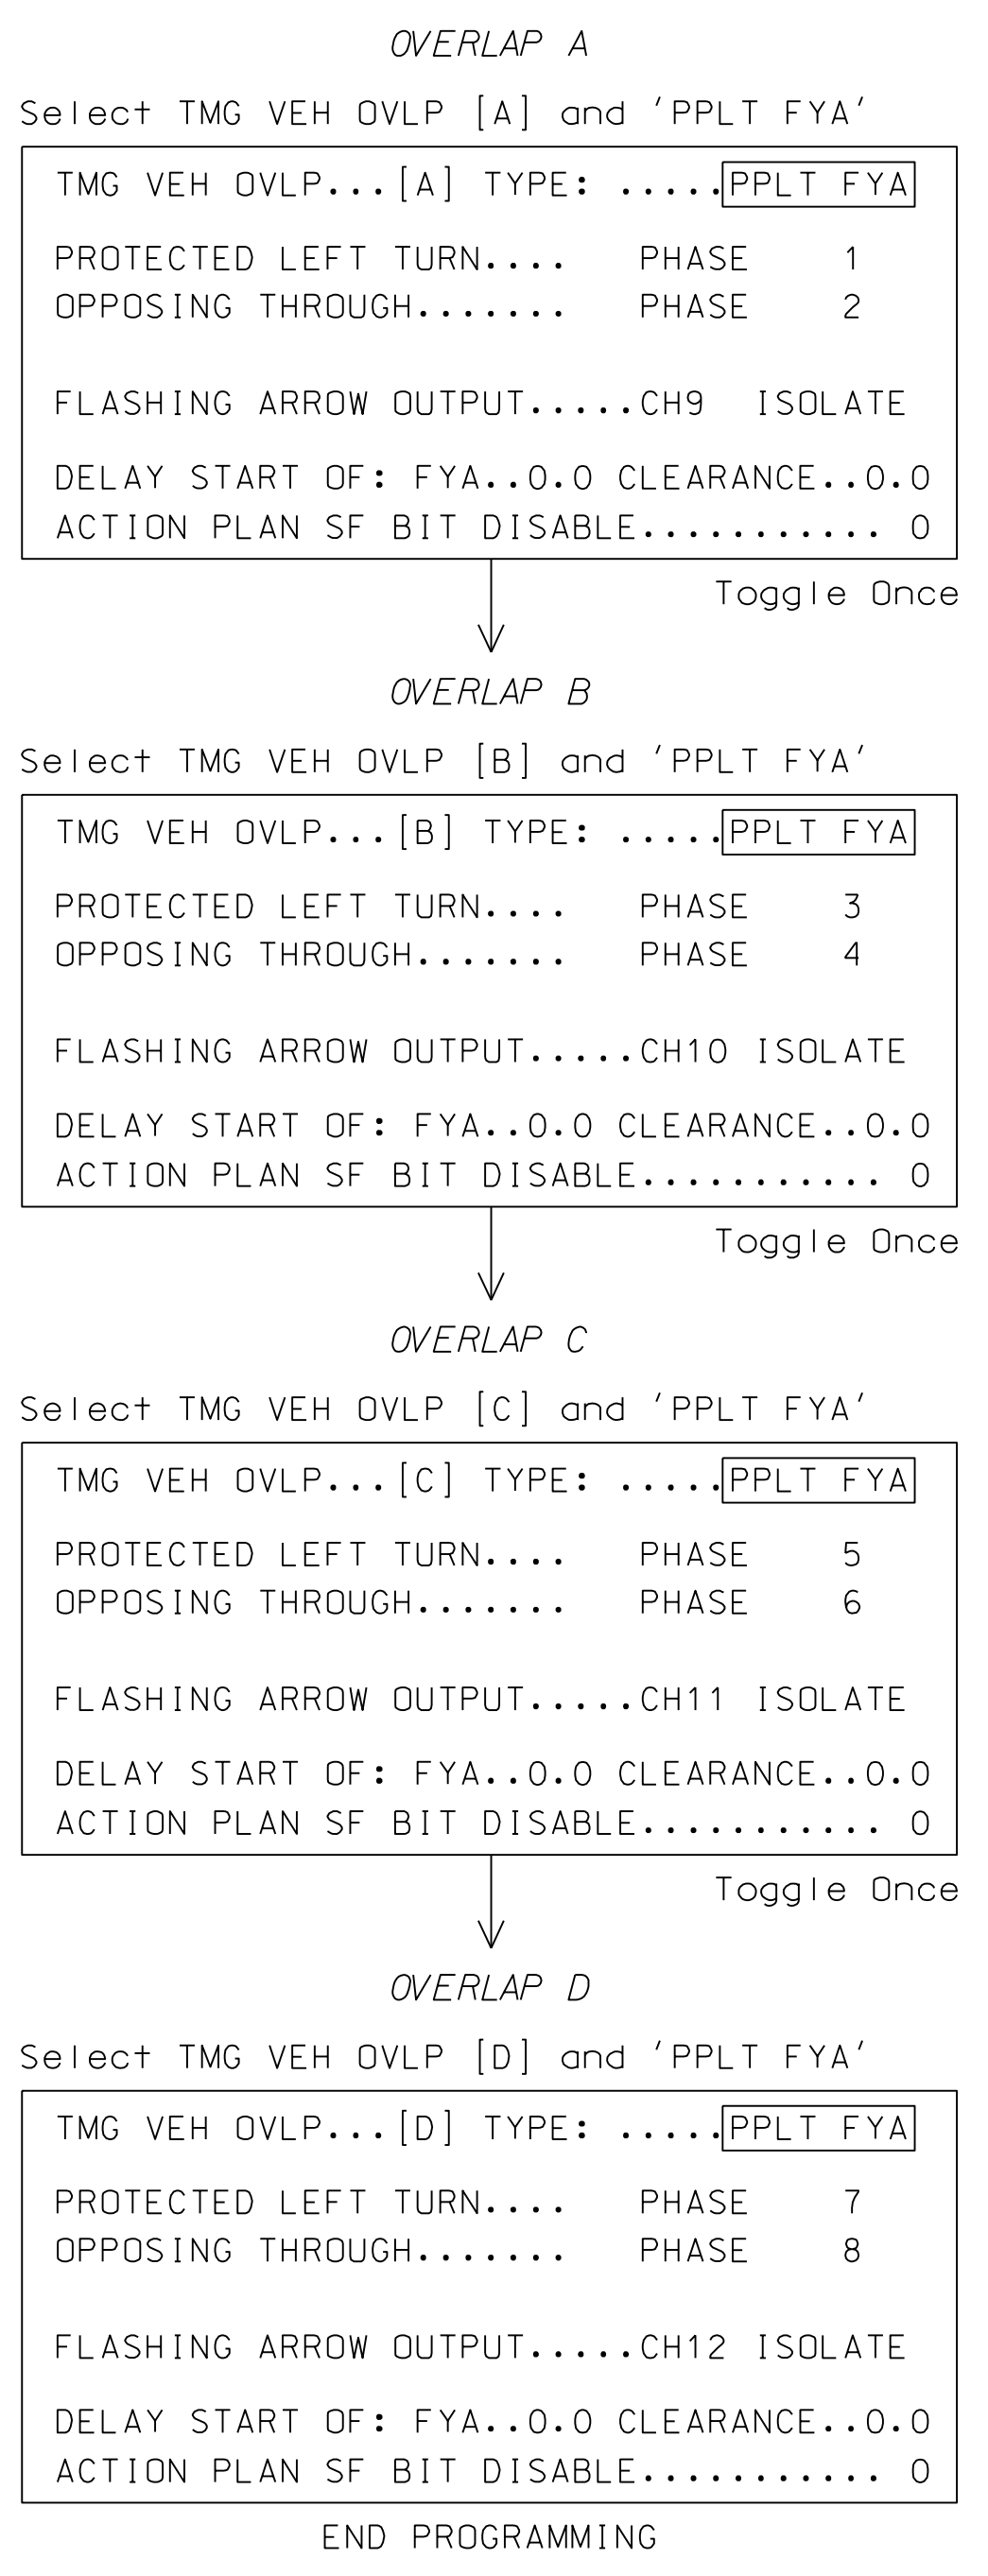 OVERLAP A
Select TMG VEH OVLP [A] and 'PPLT FYA'
TMG VEH OVLP...[A] TYPE: .....PPLT FYA
PROTECTED LEFT TURN.... PHASE 1
OPPOSING THROUGH....... PHASE 2
FLASHING ARROW OUTPUT.....CH9 ISOLATE
DELAY START OF: FYA..0.0 CLEARANCE..0.0
ACTION PLAN SF BIT DISABLE........... 0
Toggle Once
OVERLAP B
Select TMG VEH OVLP [B] and 'PPLT FYA'
TMG VEH OVLP...[B] TYPE: .....PPLT FYA
PROTECTED LEFT TURN.... PHASE 3
OPPOSING THROUGH....... PHASE 4
FLASHING ARROW OUTPUT.....CH10 ISOLATE
DELAY START OF: FYA..0.0 CLEARANCE..0.0
ACTION PLAN SF BIT DISABLE........... 0
Toggle Once
OVERLAP C
Select TMG VEH OVLP [C] and 'PPLT FYA'
TMG VEH OVLP...[C] TYPE: .....PPLT FYA
PROTECTED LEFT TURN.... PHASE 5
OPPOSING THROUGH....... PHASE 6
FLASHING ARROW OUTPUT.....CH11 ISOLATE
DELAY START OF: FYA..0.0 CLEARANCE..0.0
ACTION PLAN SF BIT DISABLE........... 0
Toggle Once
OVERLAP D
Select TMG VEH OVLP [D] and 'PPLT FYA'
TMG VEH OVLP...[D] TYPE: .....PPLT FYA
PROTECTED LEFT TURN.... PHASE 7
OPPOSING THROUGH....... PHASE 8
FLASHING ARROW OUTPUT.....CH12 ISOLATE
DELAY START OF: FYA..0.0 CLEARANCE..0.0
ACTION PLAN SF BIT DISABLE........... 0
END PROGRAMMING